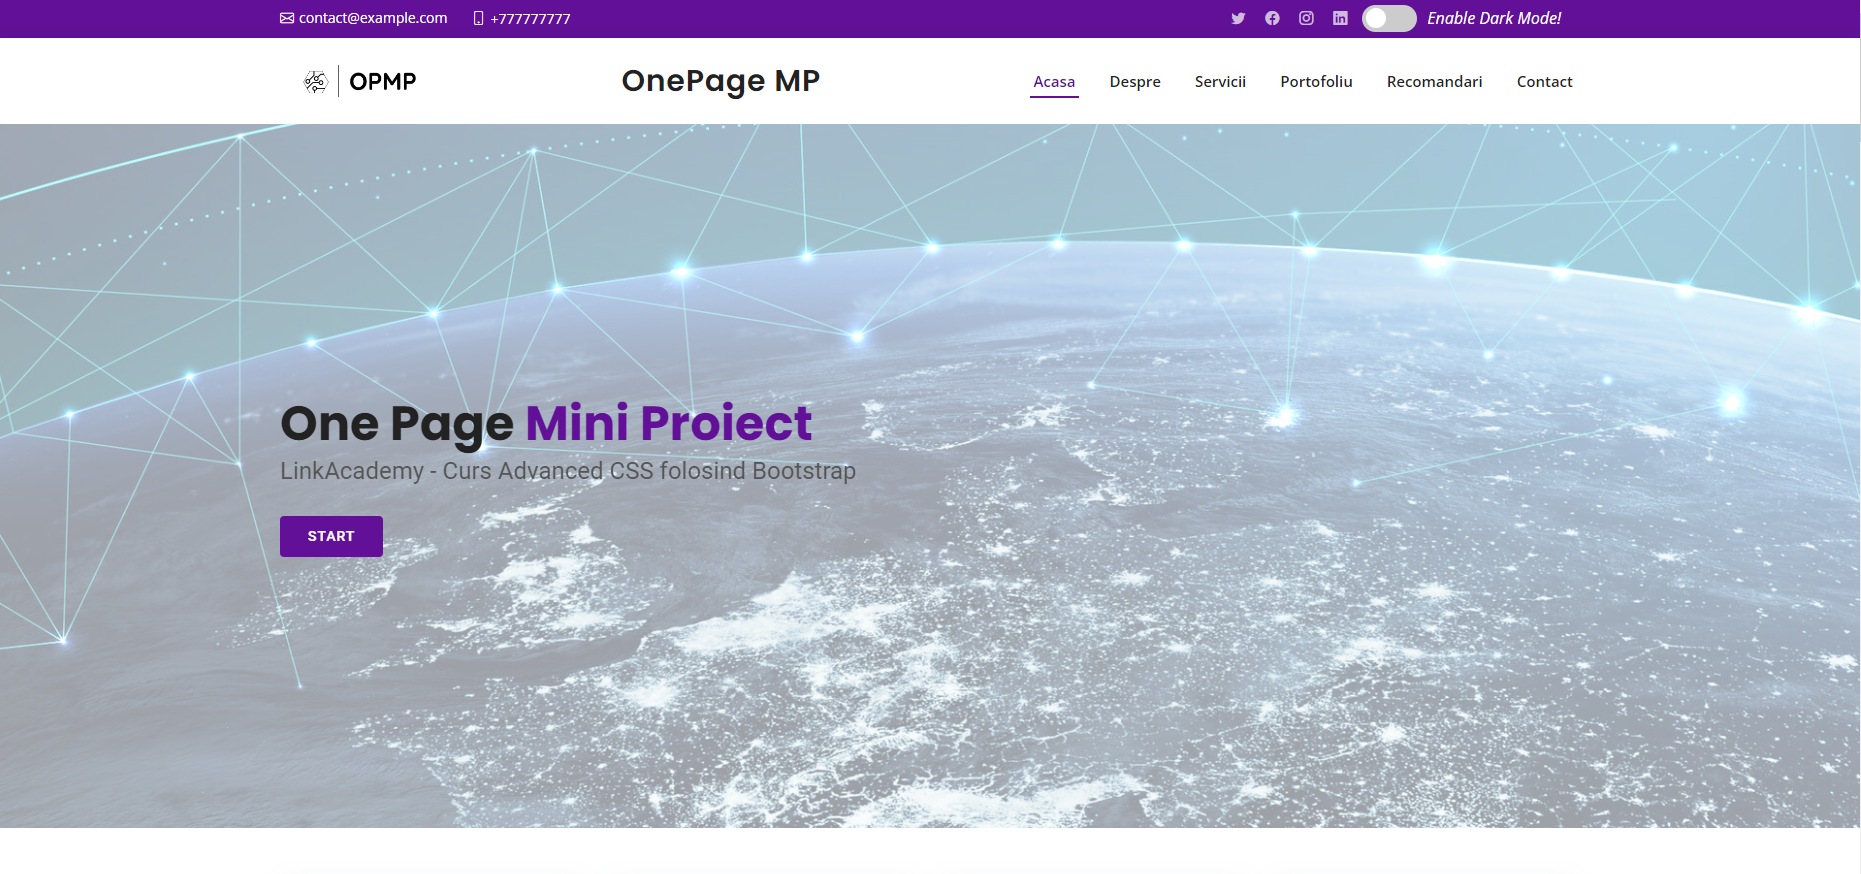 contact@example.com +777777777 Enable Dark Mode!
OPMP OnePage MP Acasa Despre Servicii Portofoliu Recomandari Contact
One Page Mini Proiect
LinkAcademy - Curs Advanced CSS folosind Bootstrap
START